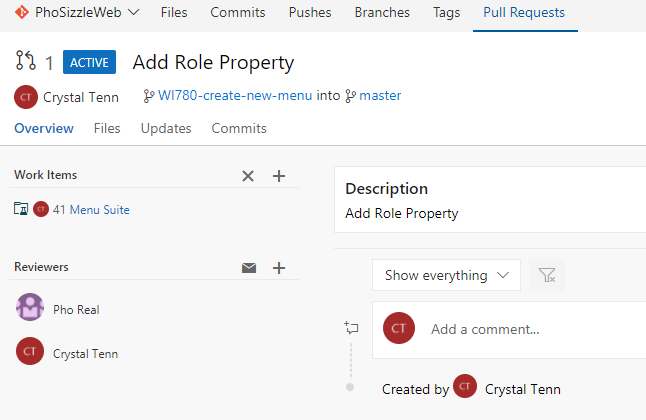 PhoSizzleWeb Files Commits Pushes Branches Tags Pull Requests
1 ACTIVE Add Role Property
CT Crystal Tenn WI780-create-new-menu into master
Overview Files Updates Commits
Work Items
CT 41 Menu Suite
Reviewers
Pho Real
CT Crystal Tenn
Description
Add Role Property
Show everything
CT Add a comment...
Created by CT Crystal Tenn